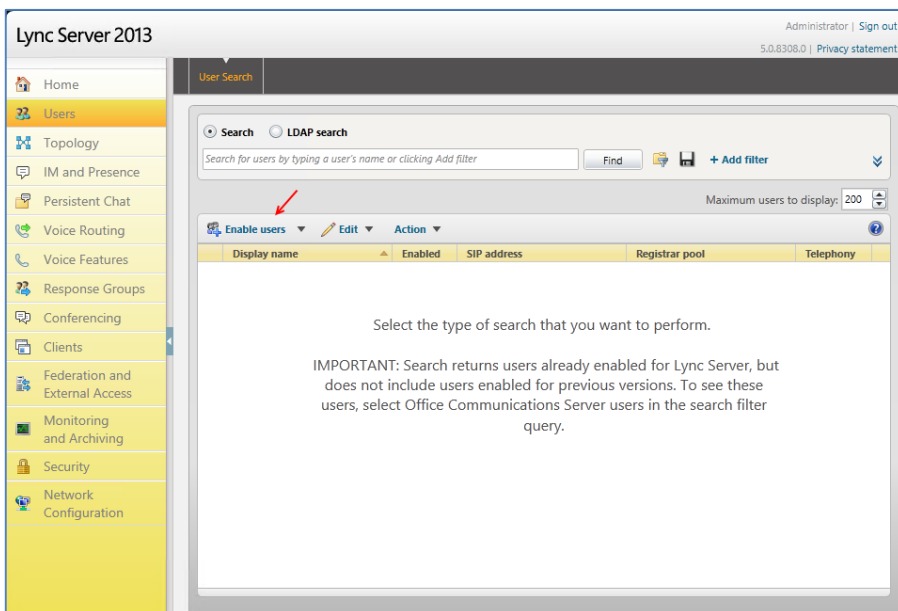 Lync Server 2013
Administrator | Sign out
5.0.8308.0 | Privacy statement
Home
Users
Topology
IM and Presence
Persistent Chat
Voice Routing
Voice Features
Response Groups
Conferencing
Clients
Federation and
External Access
Monitoring
and Archiving
Security
Network
Configuration
User Search
Search LDAP search
Search for users by typing a user's name or clicking Add filter Find + Add filter
Maximum users to display: 200
Enable users Edit Action
Display name Enabled SIP address Registrar pool Telephony
Select the type of search that you want to perform.
IMPORTANT: Search returns users already enabled for Lync Server, but
does not include users enabled for previous versions. To see these
users, select Office Communications Server users in the search filter
query.